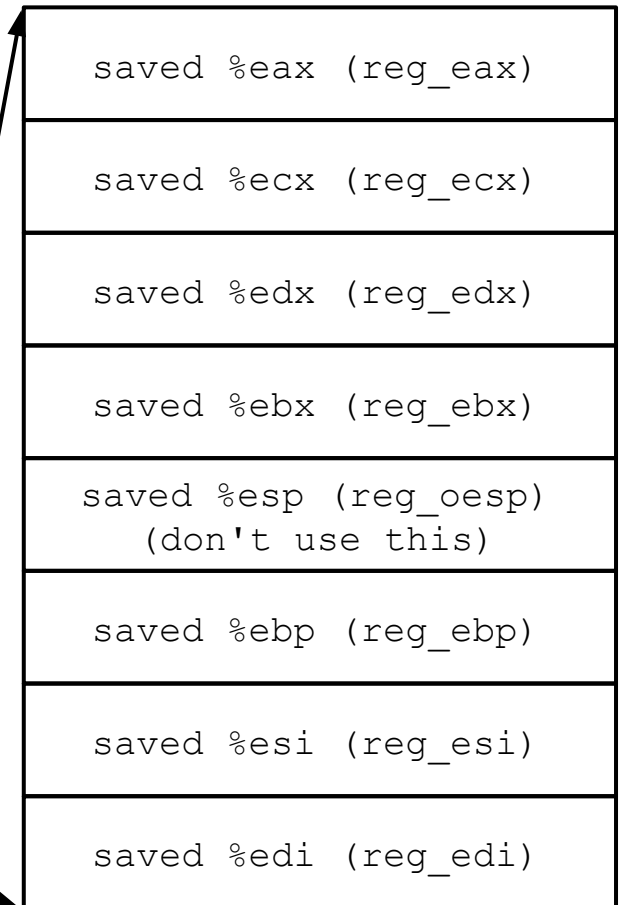 saved %eax (reg_eax)
saved %ecx (reg_ecx)
saved %edx (reg_edx)
saved %ebx (reg_ebx)
saved %esp (reg_oesp)
(don't use this)
saved %ebp (reg_ebp)
saved %esi (reg_esi)
saved %edi (reg_edi)